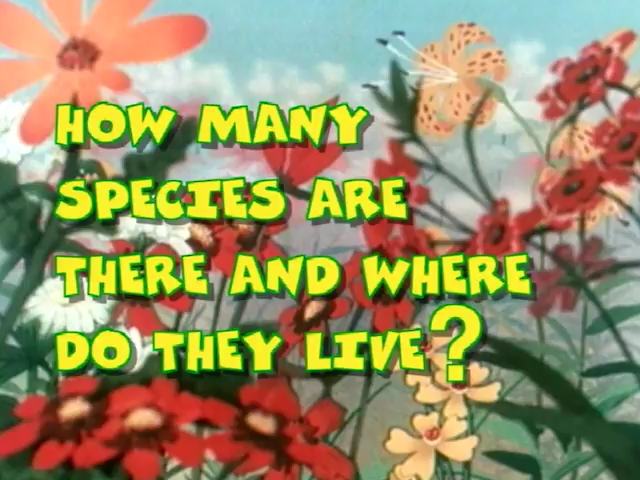 HOW MANY
SPECIES ARE
THERE AND WHERE
DO THEY LIVE?